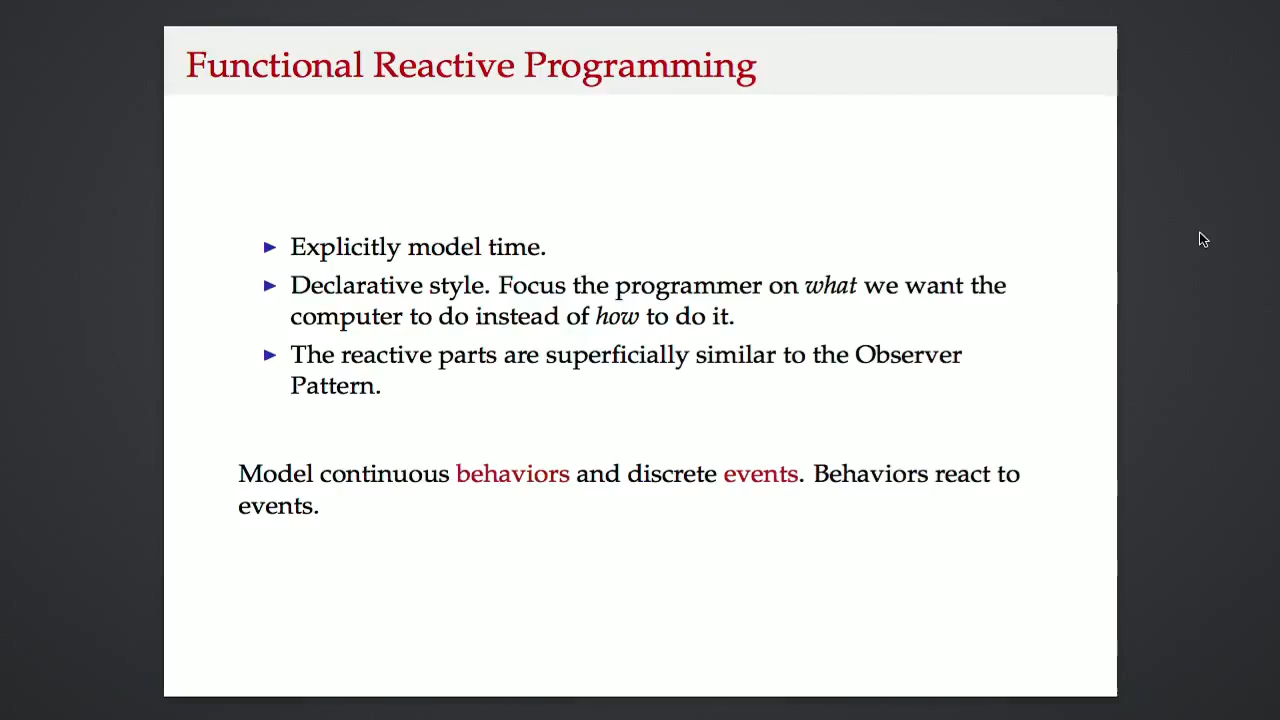 Functional Reactive Programming
Explicitly model time.
Declarative style. Focus the programmer on what we want the
computer to do instead of how to do it.
The reactive parts are superficially similar to the Observer
Pattern.
Model continuous behaviors and discrete events. Behaviors react to
events.